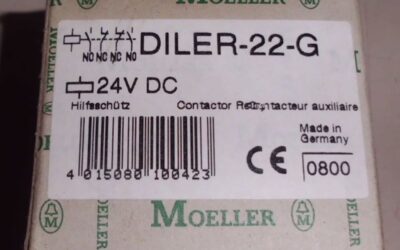 NO NC NC NO
DILER-22-G
24V DC
Hilfsschütz Contactor Contacteur auxiliaire
Made in
Germany
CE
0800
4 015080 100423
MOELLER